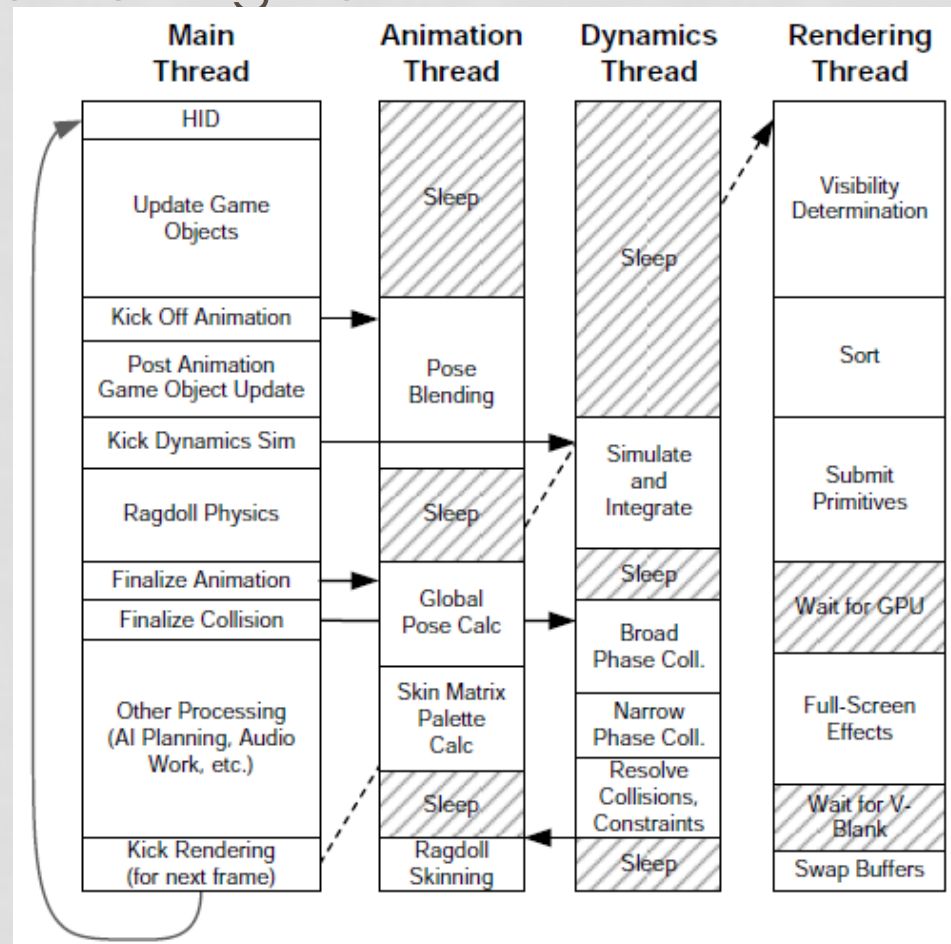 Main
Thread
Animation
Thread
Dynamics
Thread
Rendering
Thread
HID
Update Game
Objects
Kick Off Animation
Post Animation
Game Object Update
Kick Dynamics Sim
Ragdoll Physics
Finalize Animation
Finalize Collision
Other Processing
(AI Planning, Audio
Work, etc.)
Kick Rendering
(for next frame)
Sleep
Pose
Blending
Sleep
Global
Pose Calc
Skin Matrix
Palette
Calc
Sleep
Ragdoll
Skinning
Sleep
Simulate
and
Integrate
Sleep
Broad
Phase Coll.
Narrow
Phase Coll.
Resolve
Collisions,
Constraints
Sleep
Visibility
Determination
Sort
Submit
Primitives
Wait for GPU
Full-Screen
Effects
Wait for V-
Blank
Swap Buffers